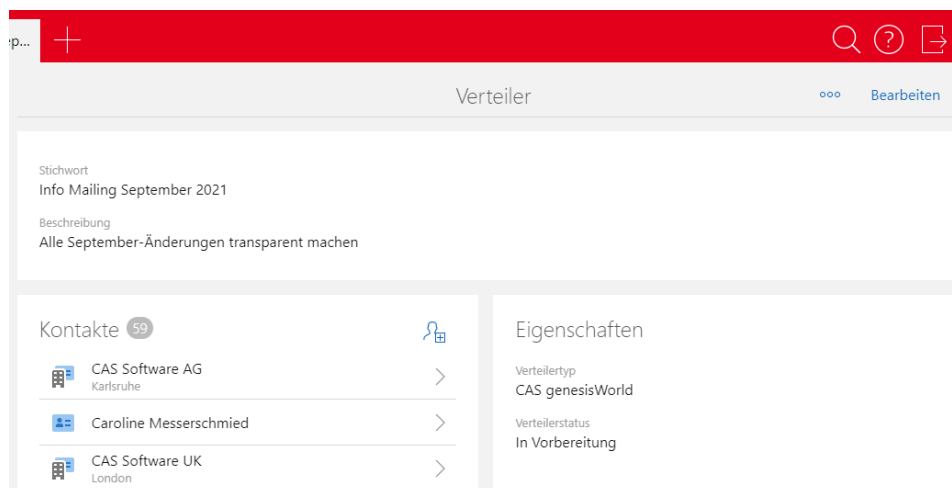 ep...
Verteiler
Bearbeiten
Stichwort
Info Mailing September 2021
Beschreibung
Alle September-Änderungen transparent machen
Kontakte 59
CAS Software AG
Karlsruhe
Caroline Messerschmied
CAS Software UK
London
Eigenschaften
Verteilertyp
CAS genesisWorld
Verteilerstatus
In Vorbereitung